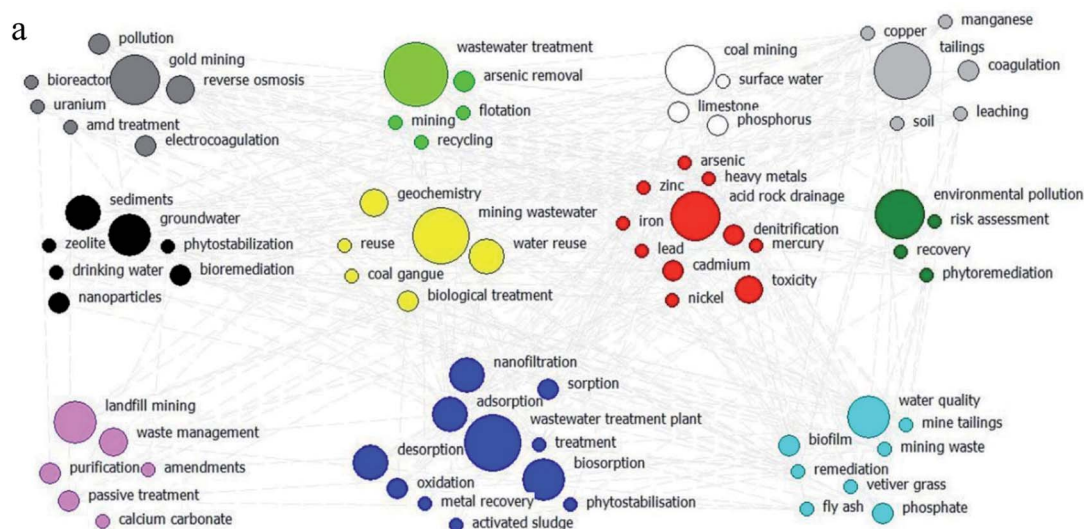 a
pollution
gold mining
bioreactor
reverse osmosis
uranium
amd treatment
electrocoagulation
wastewater treatment
arsenic removal
flotation
mining
recycling
coal mining
surface water
limestone
phosphorus
manganese
copper
tailings
coagulation
leaching
soil
sediments
groundwater
zeolite
phytostabilization
drinking water
bioremediation
nanoparticles
geochemistry
mining wastewater
reuse
water reuse
coal gangue
biological treatment
arsenic
heavy metals
zinc
acid rock drainage
iron
denitrification
lead
mercury
cadmium
toxicity
nickel
environmental pollution
risk assessment
recovery
phytoremediation
landfill mining
waste management
purification
amendments
passive treatment
calcium carbonate
nanofiltration
sorption
adsorption
wastewater treatment plant
treatment
desorption
biosorption
oxidation
metal recovery
phytostabilisation
activated sludge
water quality
mine tailings
biofilm
mining waste
remediation
vetiver grass
fly ash
phosphate